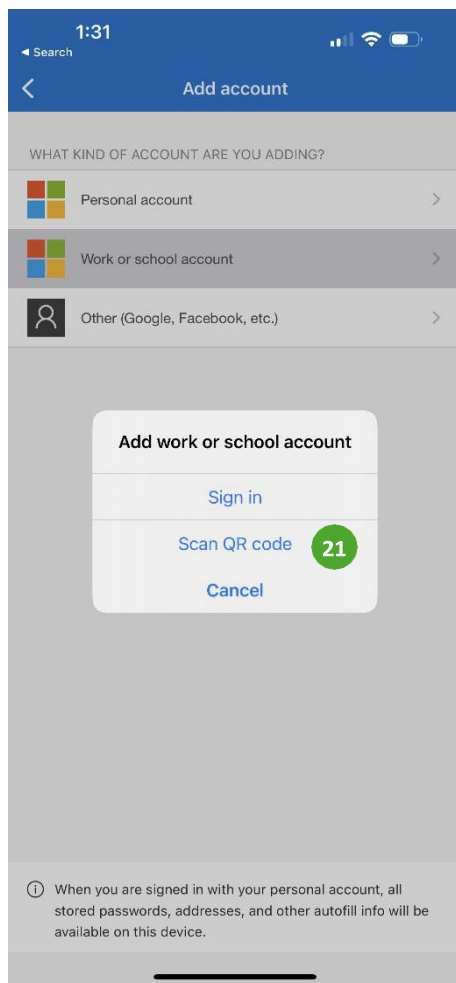 1:31
◀ Search
Add account
WHAT KIND OF ACCOUNT ARE YOU ADDING?
Personal account
Work or school account
Other (Google, Facebook, etc.)
Add work or school account
Sign in
Scan QR code 21
Cancel
When you are signed in with your personal account, all
stored passwords, addresses, and other autofill info will be
available on this device.